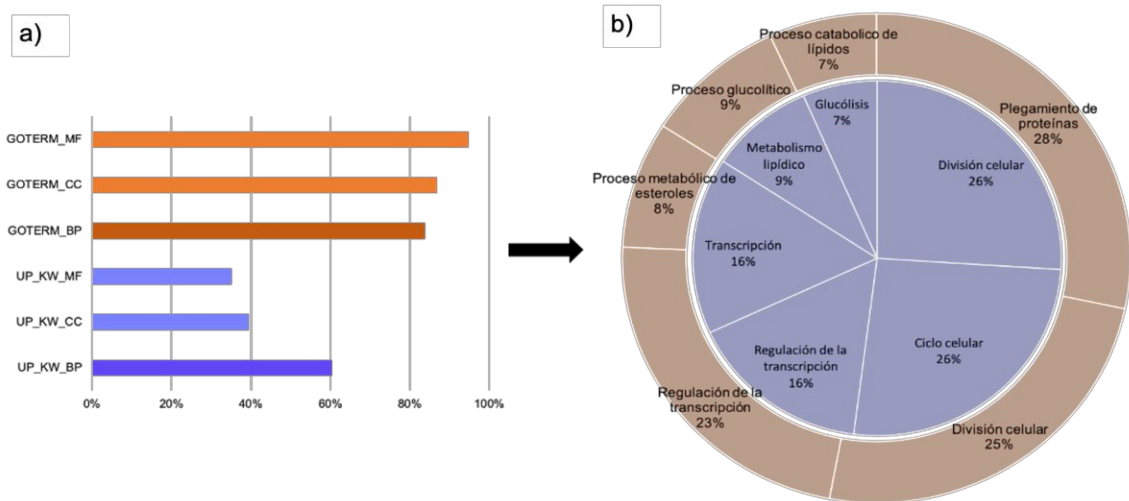 a)
GOTERM_MF
GOTERM_CC
GOTERM_BP
UP_KW_MF
UP_KW_CC
UP_KW_BP
0%
20%
40%
60%
80%
100%
b)
Proceso catabolico de
lípidos
7%
Proceso glucolítico
9%
Proceso metabólico de
esteroles
8%
Regulación de la
transcripción
23%
División celular
25%
Plegamiento de
proteínas
28%
Glucólisis
7%
Metabolismo
lipídico
9%
Transcripción
16%
Regulación de la
transcripción
16%
Ciclo celular
26%
División celular
26%